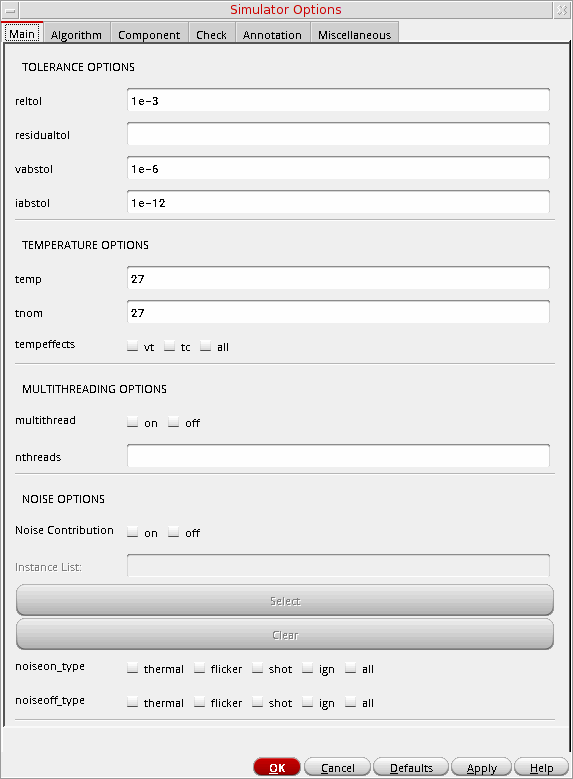 Simulator Options
Main Algorithm Component Check Annotation Miscellaneous
TOLERANCE OPTIONS
reltol 1e-3
residualtol
vabstol 1e-6
iabstol 1e-12
TEMPERATURE OPTIONS
temp 27
tnom 27
tempeffects vt tc all
MULTITHREADING OPTIONS
multithread on off
nthreads
NOISE OPTIONS
Noise Contribution on off
Instance List:
Select
Clear
noiseon_type thermal flicker shot ign all
noiseoff_type thermal flicker shot ign all
OK Cancel Defaults Apply Help